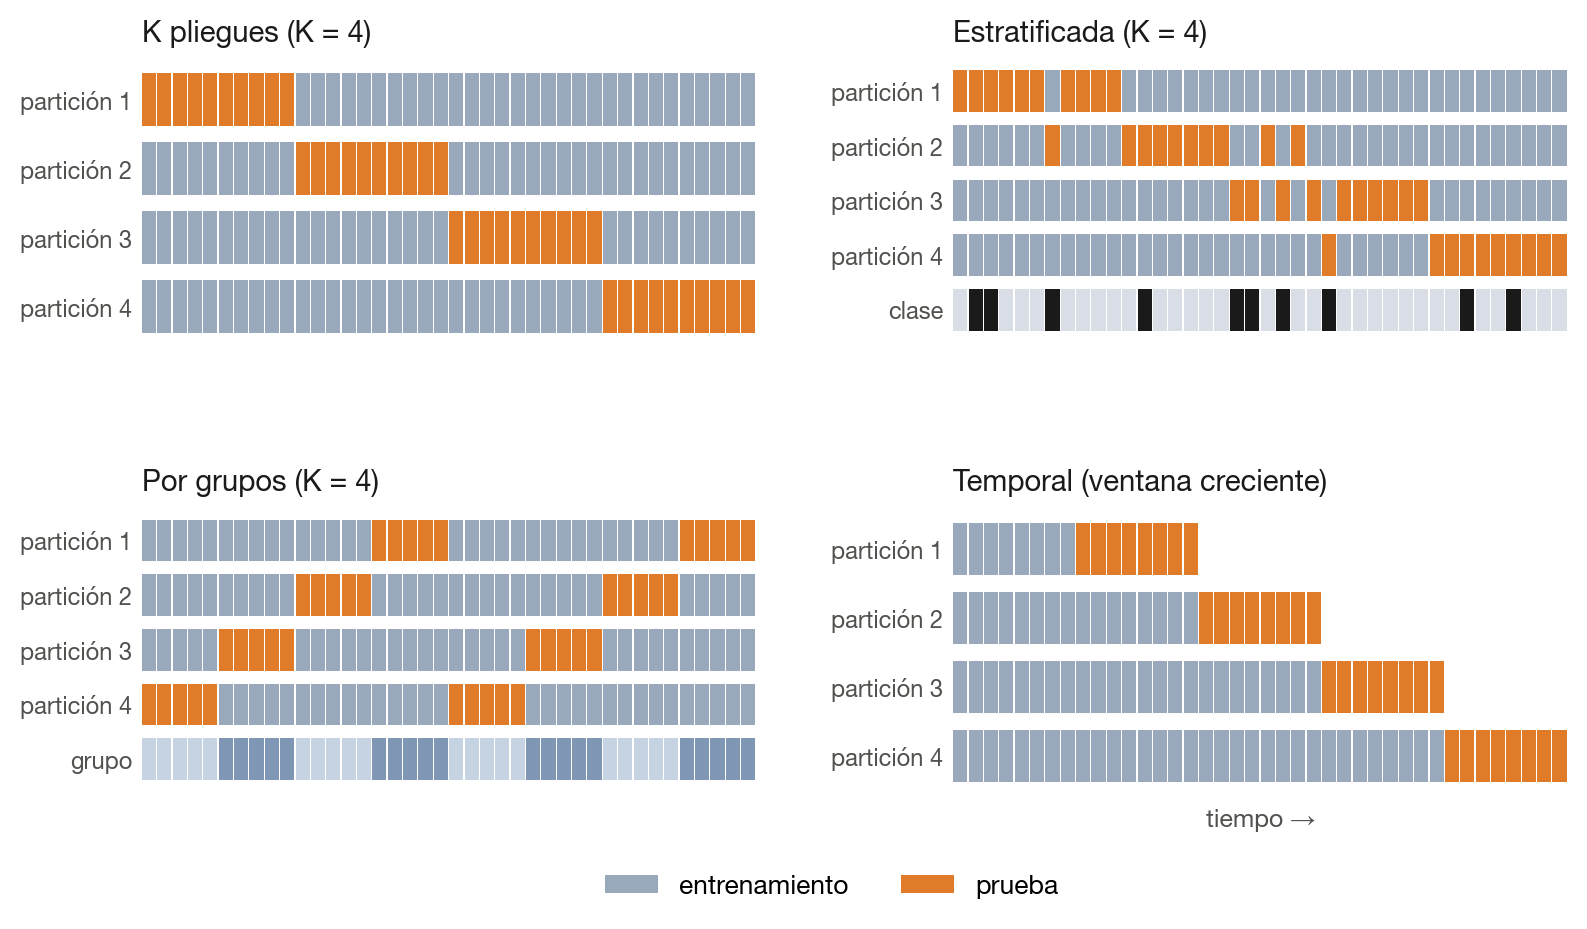 K pliegues (K = 4)
partición 1
partición 2
partición 3
partición 4
Estratificada (K = 4)
partición 1
partición 2
partición 3
partición 4
clase
Por grupos (K = 4)
partición 1
partición 2
partición 3
partición 4
grupo
Temporal (ventana creciente)
partición 1
partición 2
partición 3
partición 4
tiempo →
entrenamiento
prueba